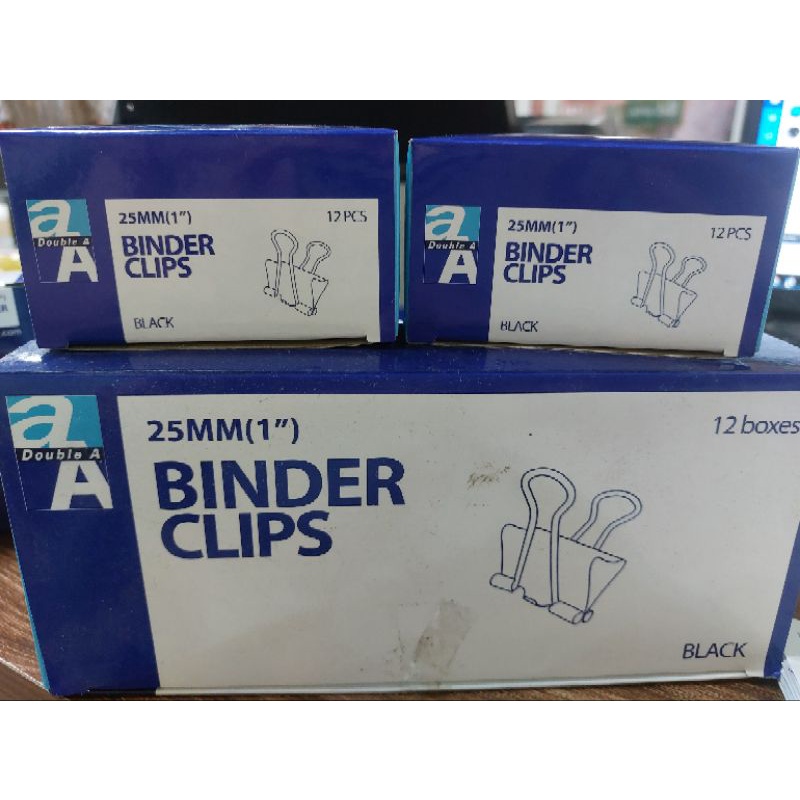 a
Double A
A
25MM(1")
12 PCS
BINDER
CLIPS
BLACK
a
Double A
A
25MM(1")
12 PCS
BINDER
CLIPS
BLACK
a
Double A
A
25MM(1")
12 boxes
BINDER
CLIPS
BLACK